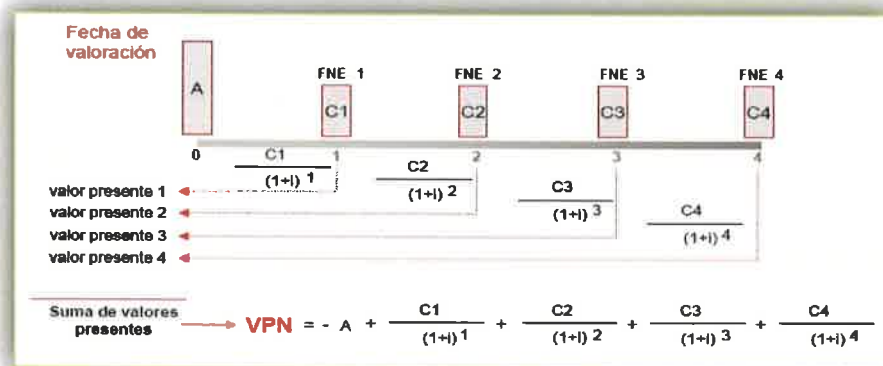 Fecha de
valoración
A
FNE 1 FNE 2 FNE 3 FNE 4
C1 C2 C3 C4
0 1 2 3 4
C1
(1+i) 1
C2
(1+i) 2
C3
(1+i) 3
C4
(1+i) 4
valor presente 1
valor presente 2
valor presente 3
valor presente 4
Suma de valores
presentes
VPN = - A + C1 + C2 + C3 + C4
(1+i) 1 (1+i) 2 (1+i) 3 (1+i) 4